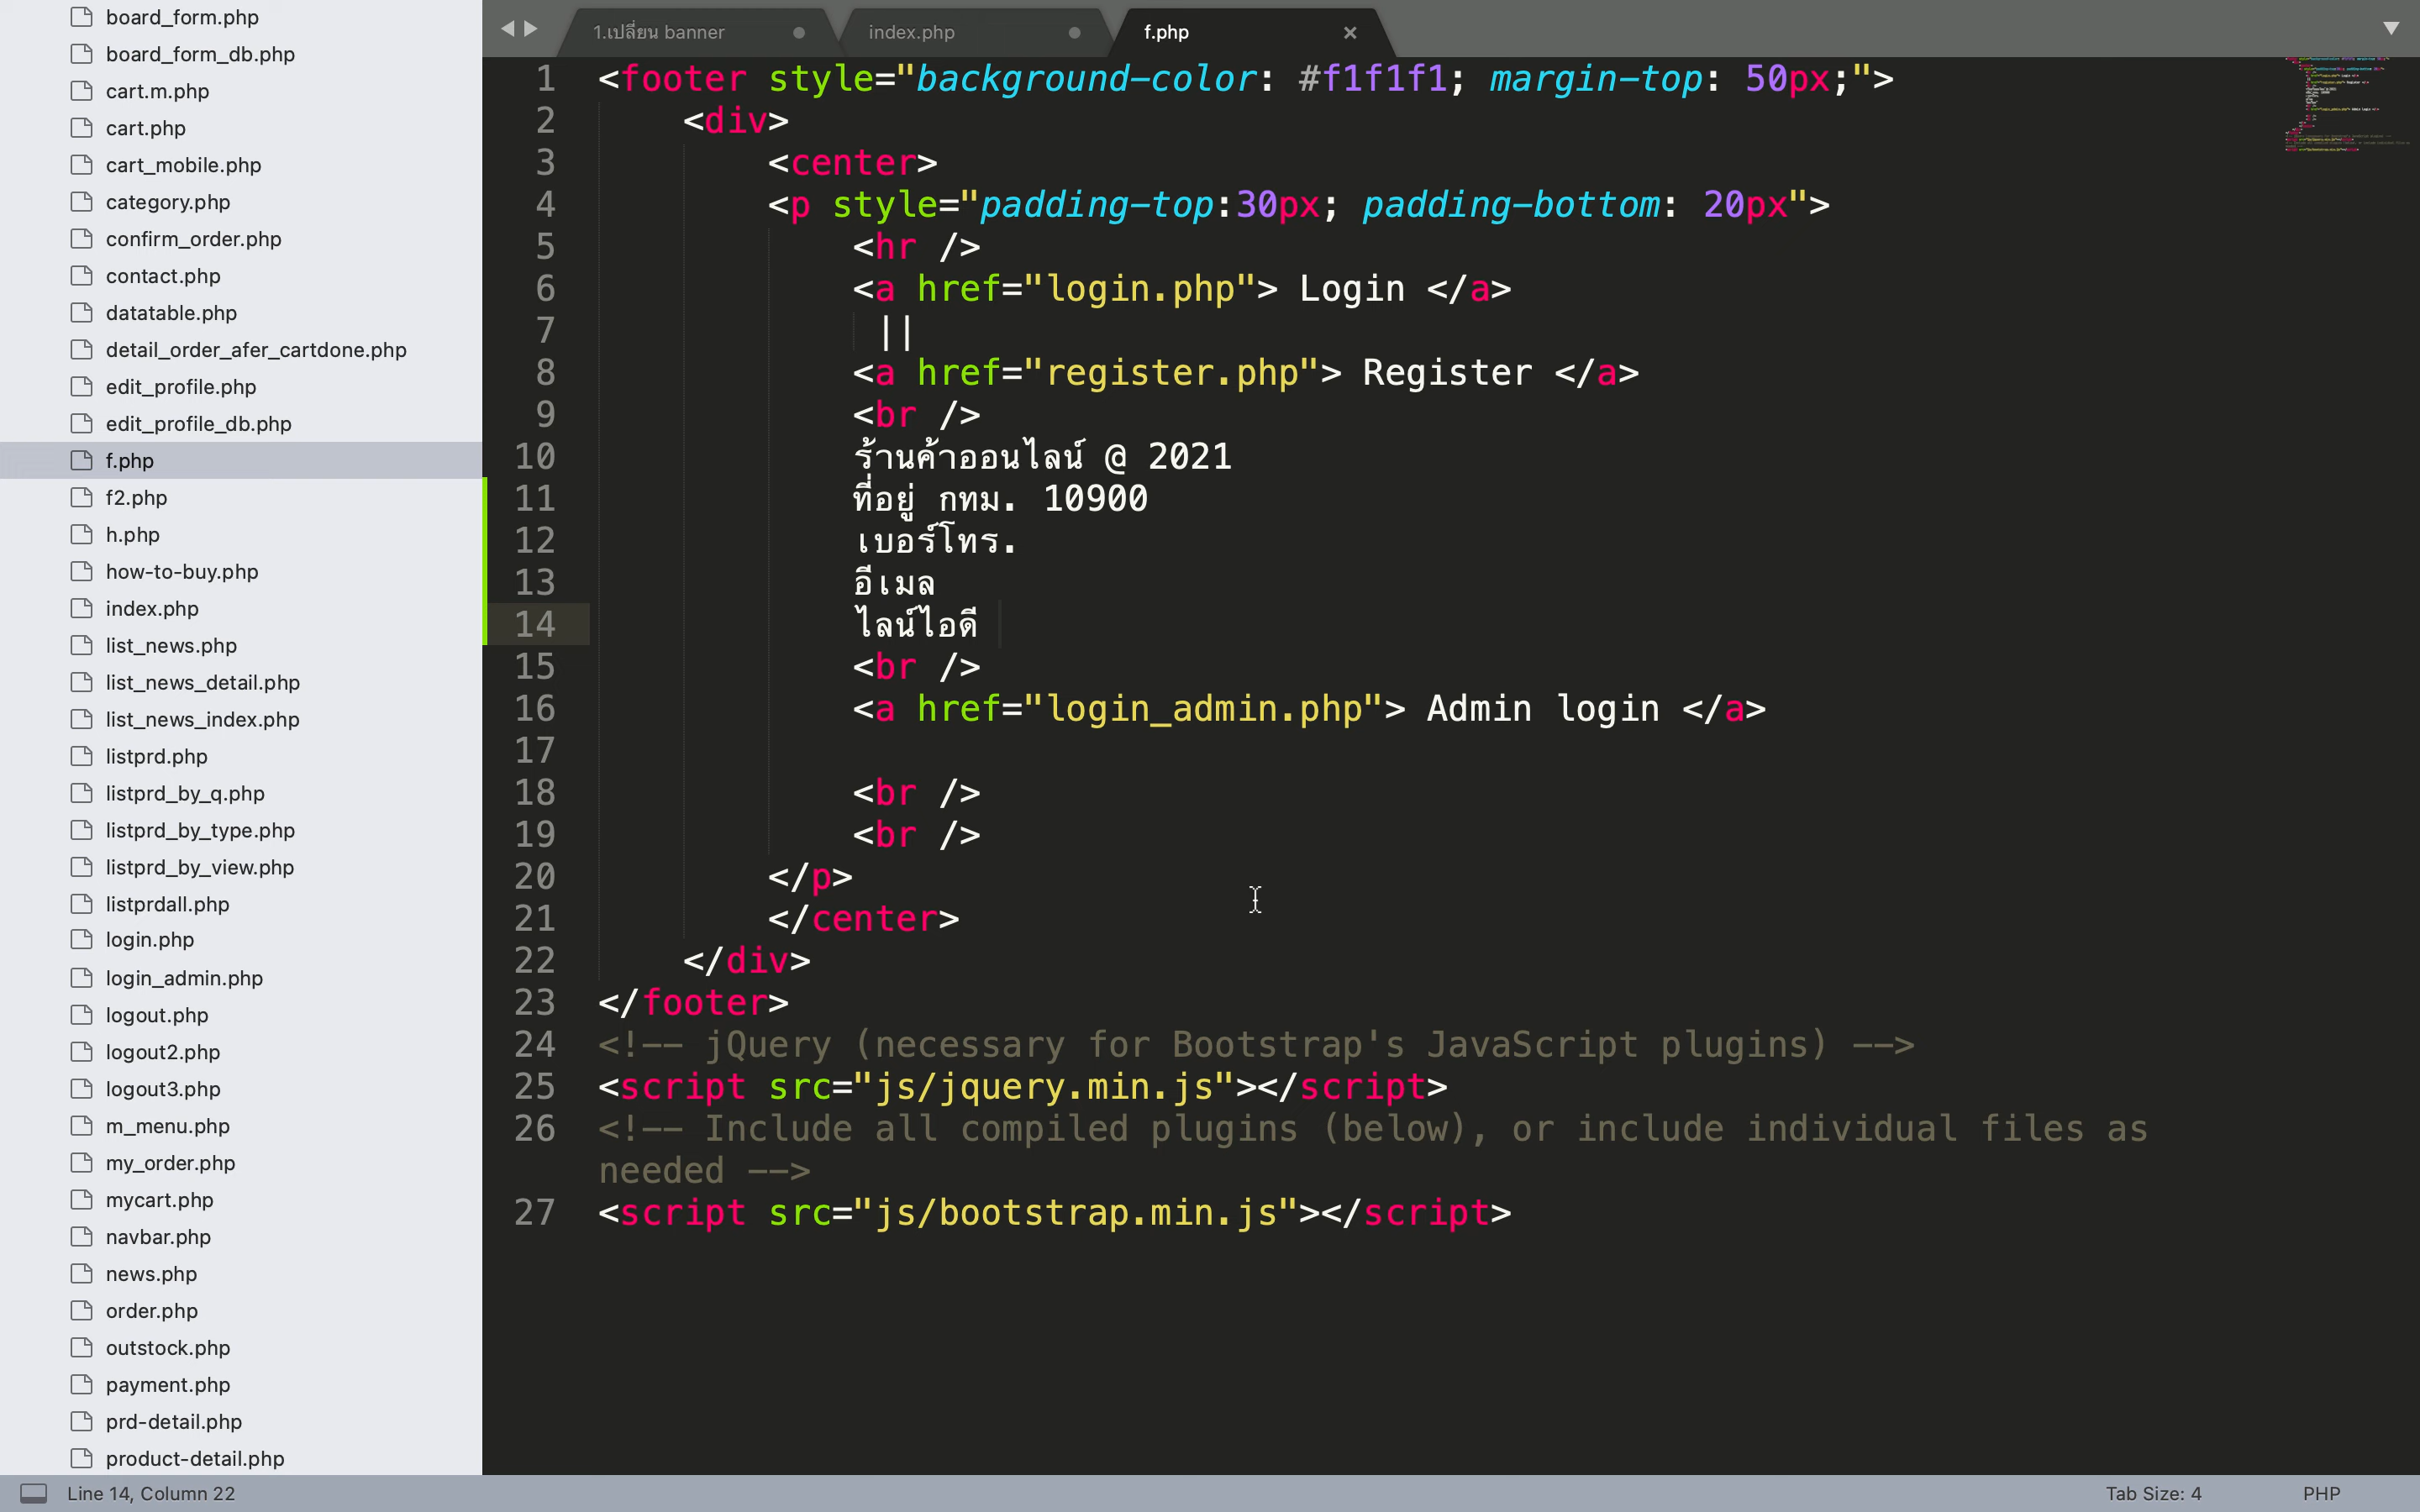 board_form.php
board_form_db.php
cart.m.php
cart.php
cart_mobile.php
category.php
confirm_order.php
contact.php
datatable.php
detail_order_afer_cartdone.php
edit_profile.php
edit_profile_db.php
f.php
f2.php
h.php
how-to-buy.php
index.php
list_news.php
list_news_detail.php
list_news_index.php
listprd.php
listprd_by_q.php
listprd_by_type.php
listprd_by_view.php
listprdall.php
login.php
login_admin.php
logout.php
logout2.php
logout3.php
m_menu.php
my_order.php
mycart.php
navbar.php
news.php
order.php
outstock.php
payment.php
prd-detail.php
product-detail.php
1.เปลี่ยน banner
index.php
f.php
1 <footer style="background-color: #f1f1f1; margin-top: 50px;">
2 <div>
3 <center>
4 <p style="padding-top:30px; padding-bottom: 20px">
5 <hr />
6 <a href="login.php"> Login </a>
7 ||
8 <a href="register.php"> Register </a>
9 <br />
10 ร้านค้าออนไลน์ @ 2021
11 ที่อยู่ กทม. 10900
12 เบอร์โทร.
13 อีเมล
14 ไลน์ไอดี
15 <br />
16 <a href="login_admin.php"> Admin login </a>
17
18 <br />
19 <br />
20 </p>
21 </center>
22 </div>
23 </footer>
24 <!-- jQuery (necessary for Bootstrap's JavaScript plugins) -->
25 <script src="js/jquery.min.js"></script>
26 <!-- Include all compiled plugins (below), or include individual files as
needed -->
27 <script src="js/bootstrap.min.js"></script>
Line 14, Column 22
Tab Size: 4
PHP